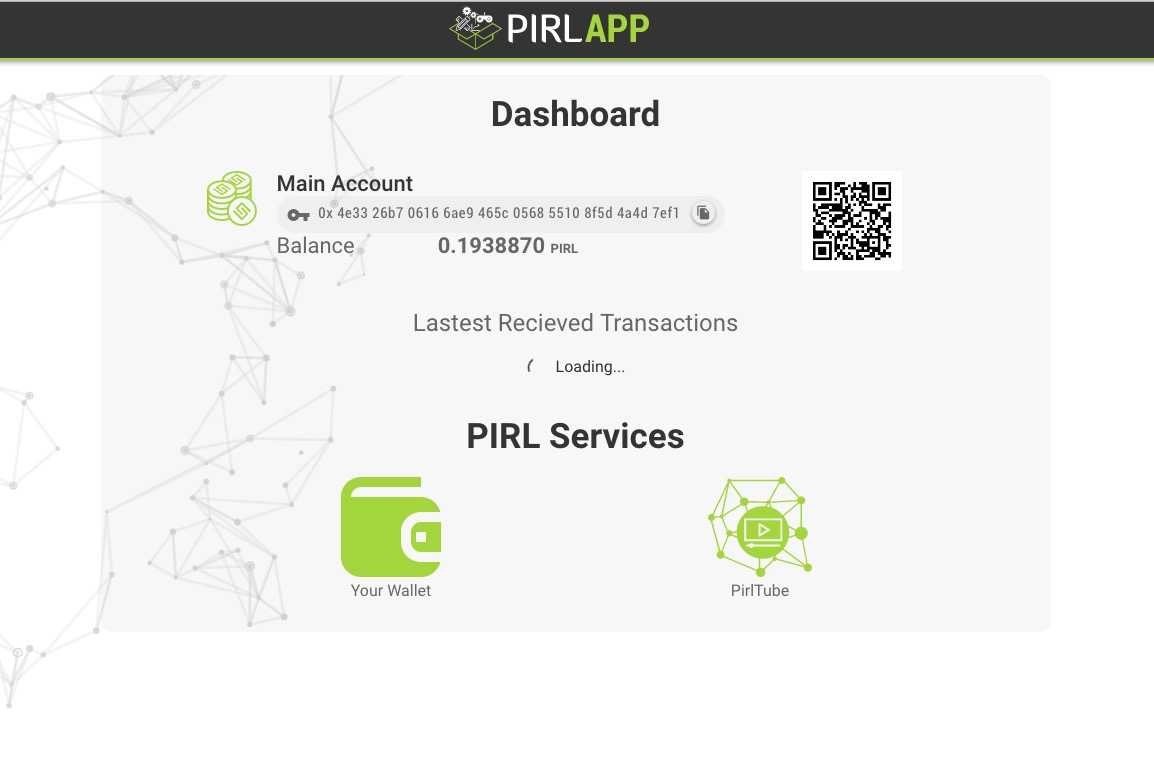 PIRLAPP
Dashboard
Main Account
0x 4e33 26b7 0616 6ae9 465c 0568 5510 8f5d 4a4d 7ef1
Balance 0.1938870 PIRL
Lastest Recieved Transactions
Loading...
PIRL Services
Your Wallet PirlTube